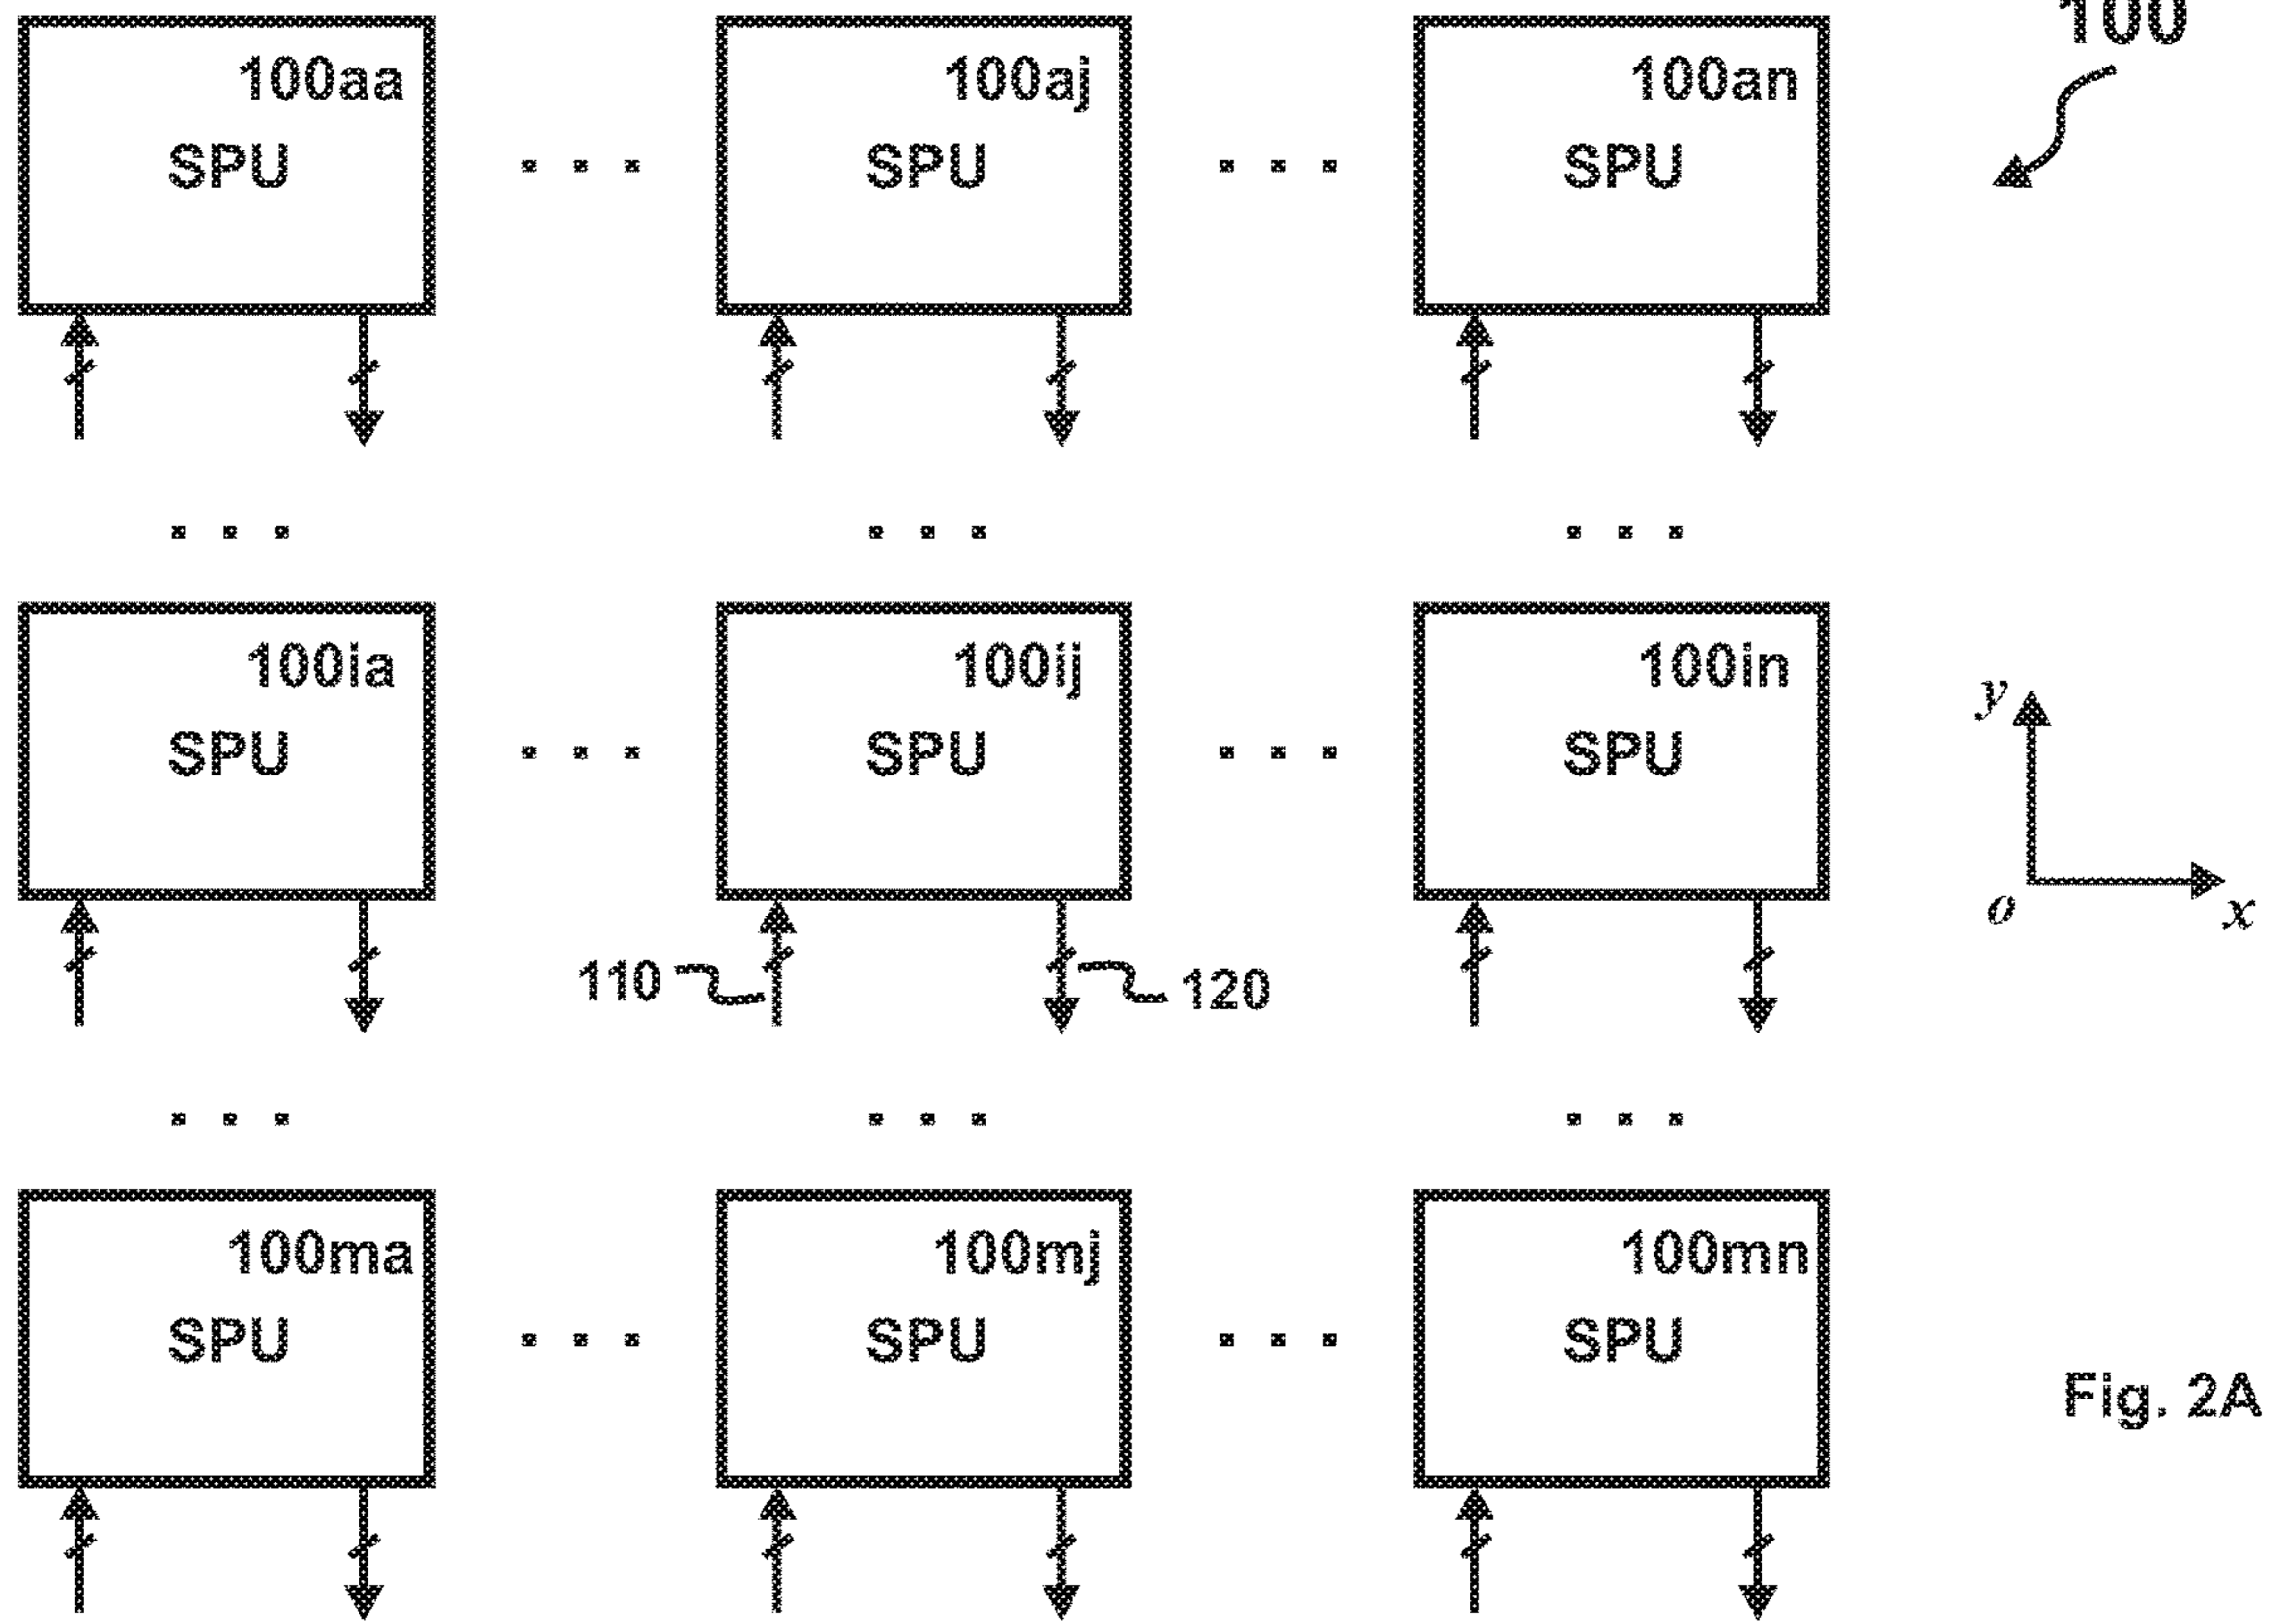 100
100aa
SPU
100aj
SPU
100an
SPU
100ia
SPU
100ij
SPU
100in
SPU
y
o
x
110
120
100ma
SPU
100mj
SPU
100mn
SPU
Fig. 2A